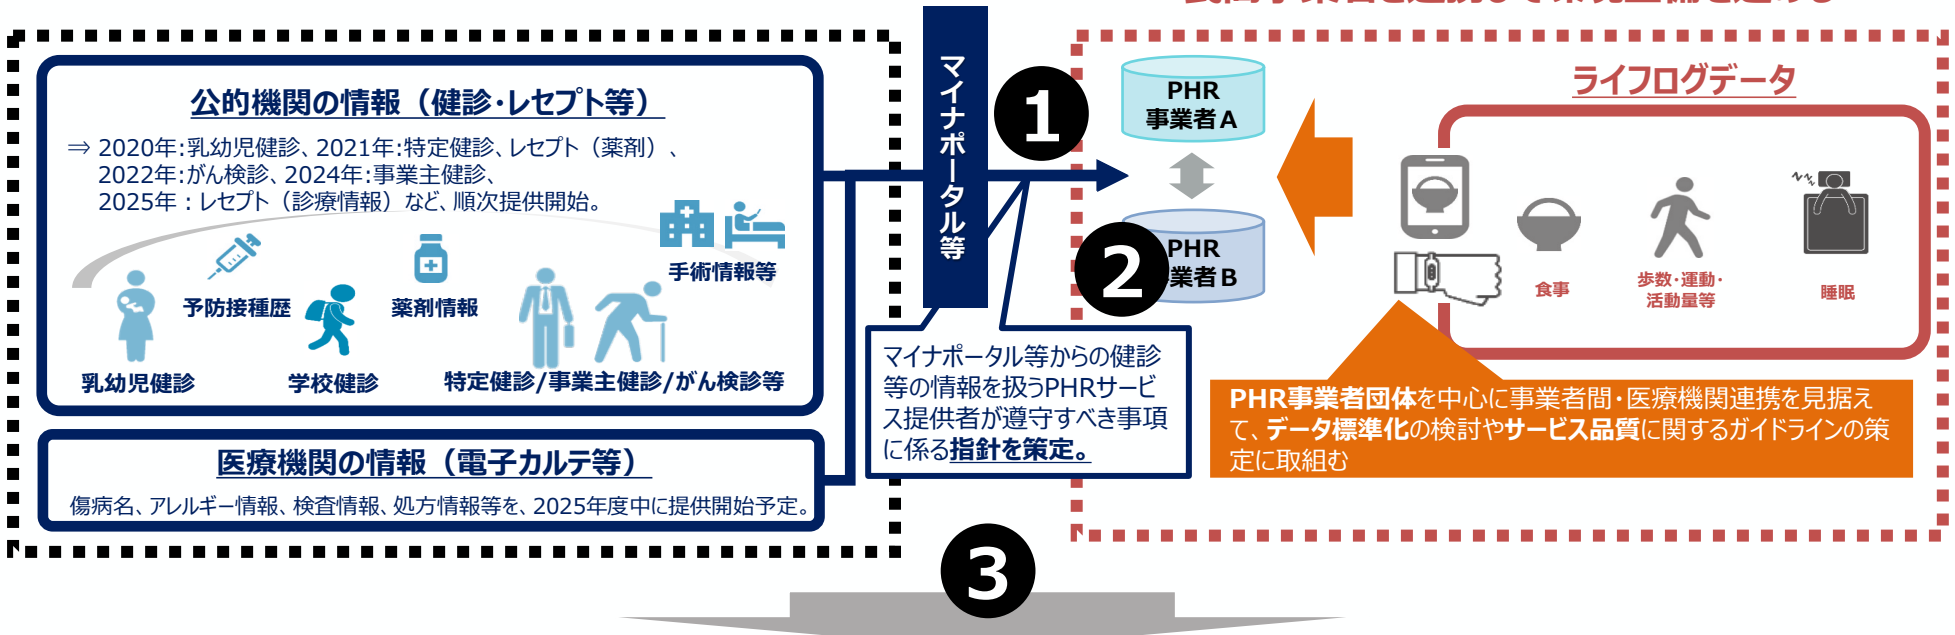 公的機関の情報（健診・レセプト等）
⇒ 2020年:乳幼児健診、2021年:特定健診、レセプト（薬剤）、
2022年:がん検診、2024年:事業主健診、
2025年：レセプト（診療情報）など、順次提供開始。
手術情報等
予防接種歴
薬剤情報
乳幼児健診
学校健診
特定健診/事業主健診/がん検診等
医療機関の情報（電子カルテ等）
傷病名、アレルギー情報、検査情報、処方情報等を、2025年度中に提供開始予定。
マイナポータル等
1
マイナポータル等からの健診
等の情報を扱うPHRサービ
ス提供者が遵守すべき事項
に係る指針を策定。
PHR
事業者A
2
PHR
業者B
ライフログデータ
食事
歩数・運動・
活動量等
睡眠
PHR事業者団体を中心に事業者間・医療機関連携を見据え
て、データ標準化の検討やサービス品質に関するガイドラインの策
定に取組む
3